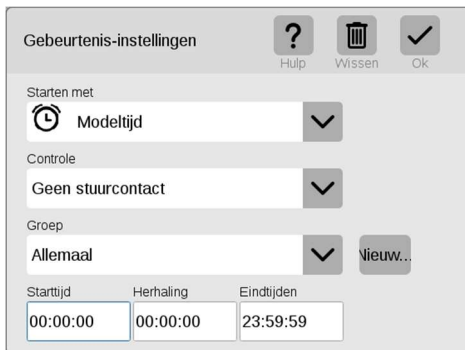 Gebeurtenis-instellingen
?
Hulp Wissen Ok
Starten met
Modeltijd
Controle
Geen stuurcontact
Groep
Allemaal
Nieuw...
Starttijd Herhaling Eindtijden
00:00:00 00:00:00 23:59:59